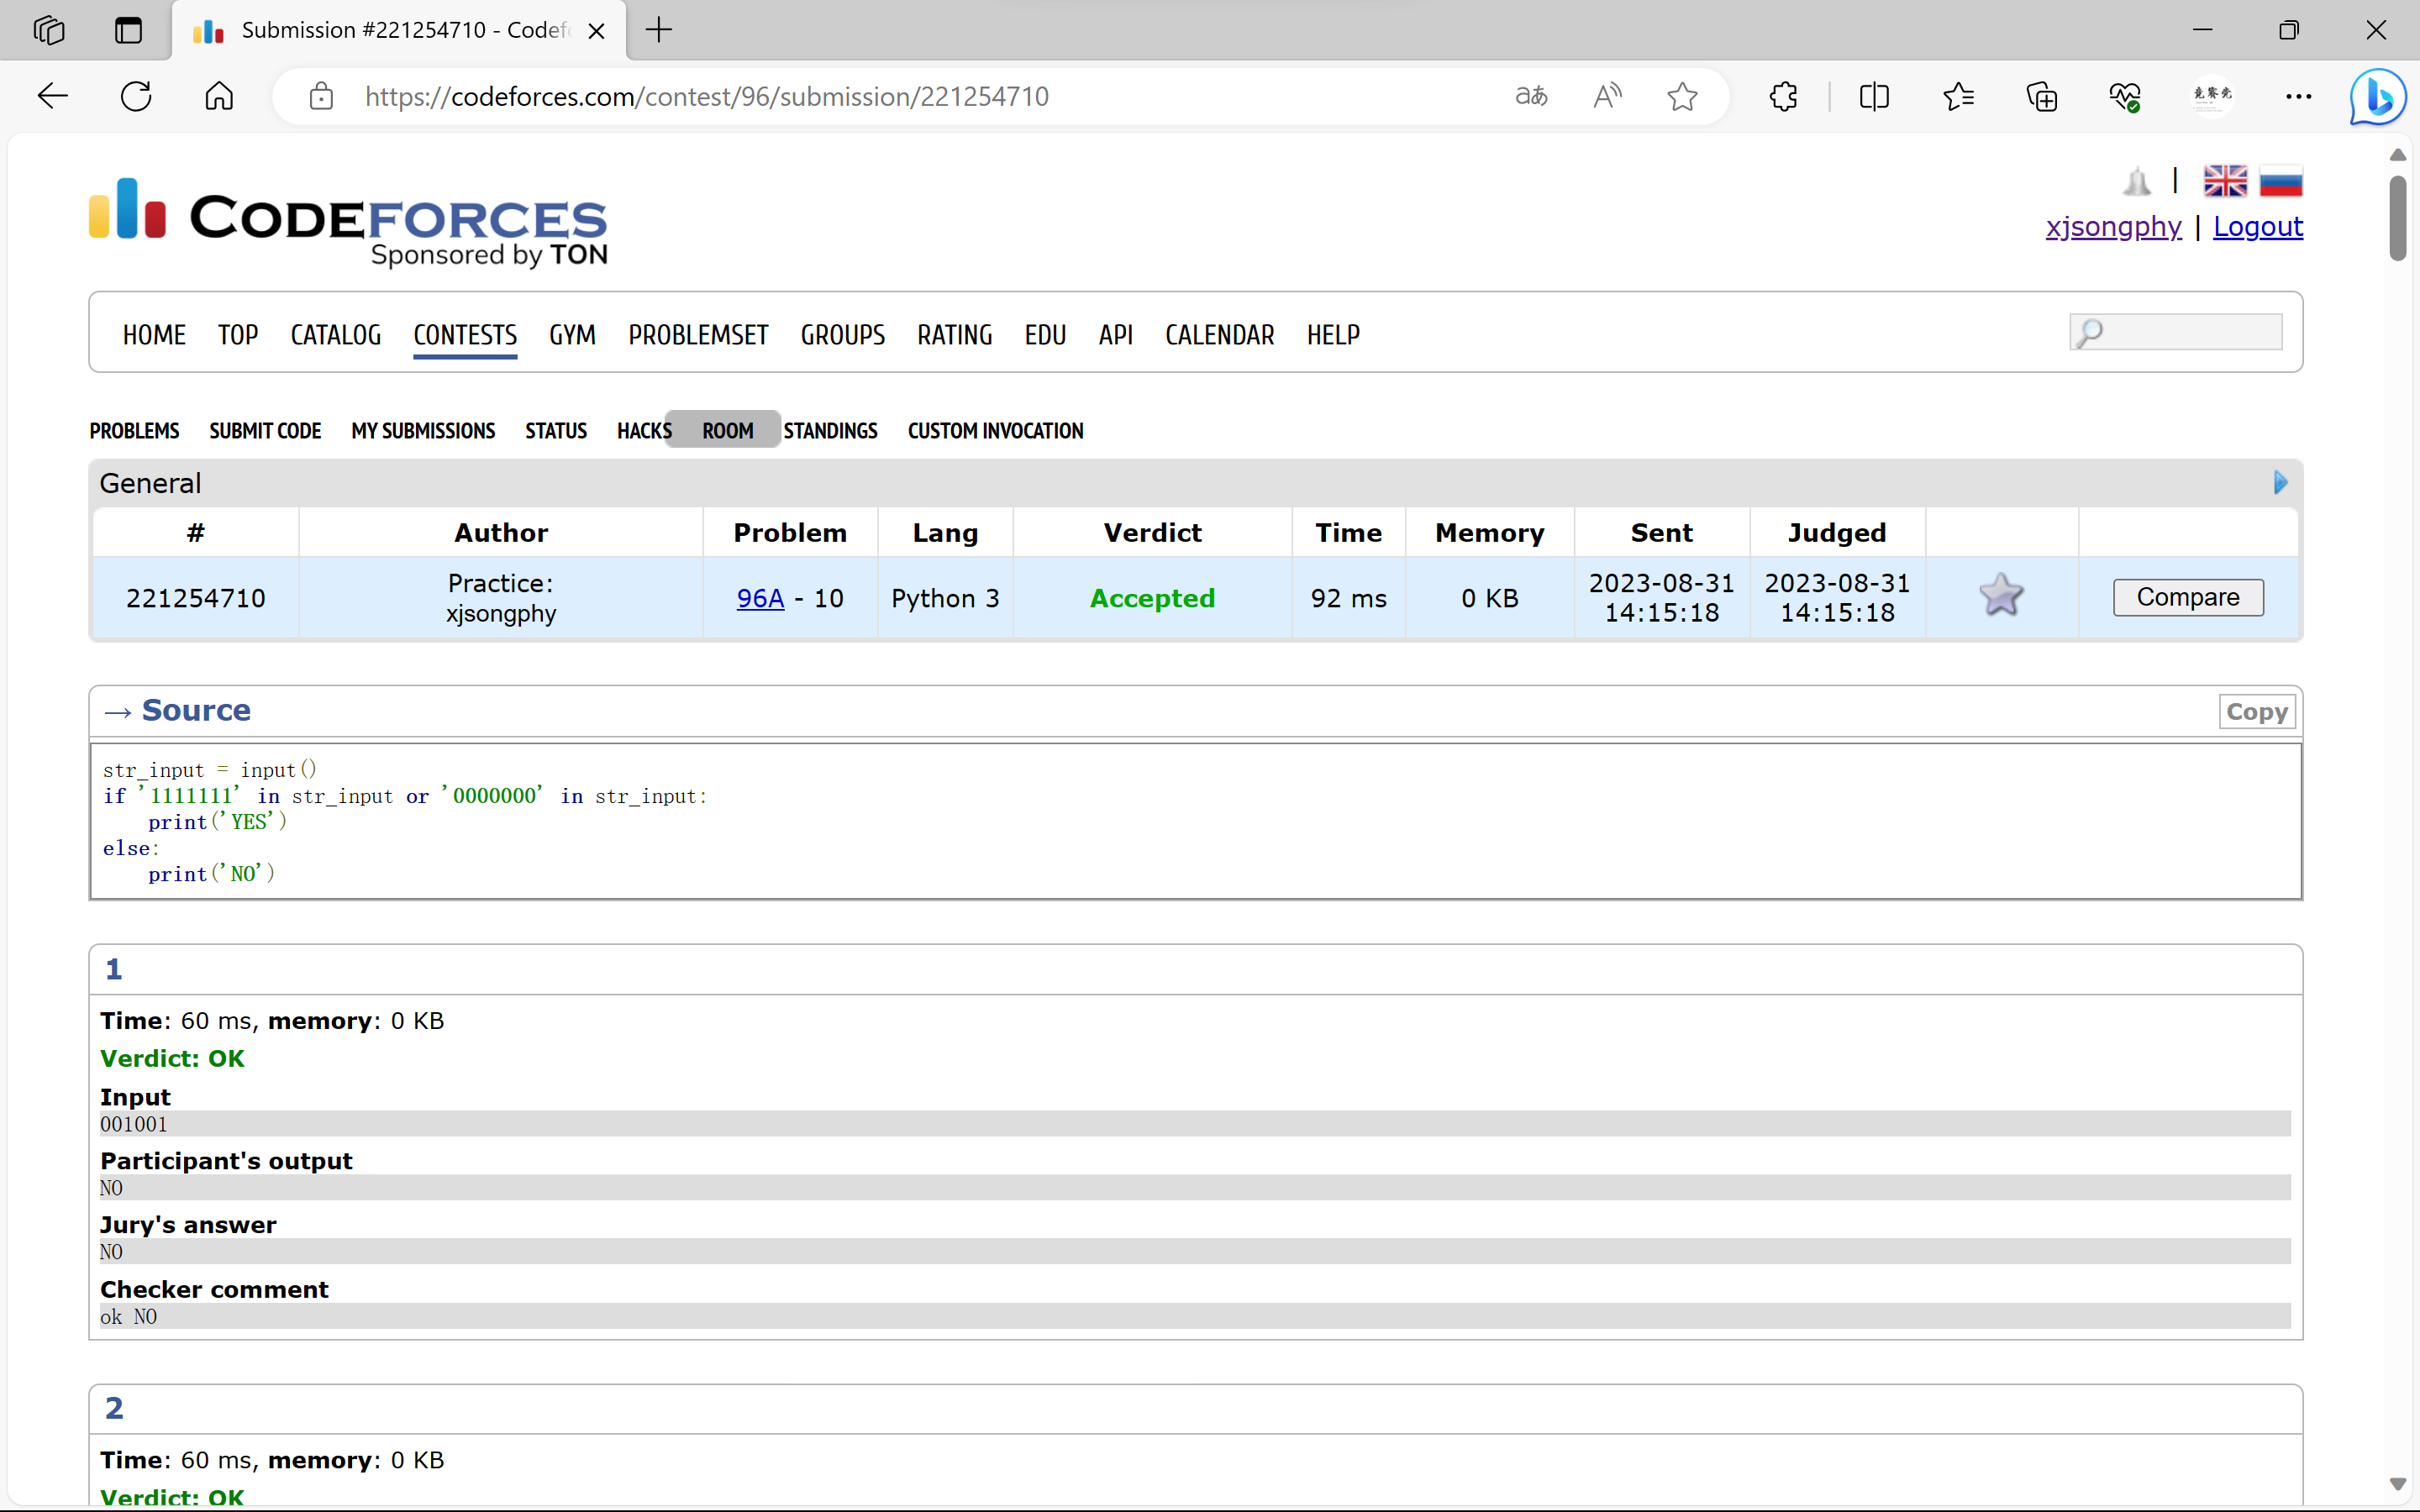 Submission #221254710 - Codef
https://codeforces.com/contest/96/submission/221254710
CODEFORCES
Sponsored by TON
xjsongphy | Logout
HOME TOP CATALOG CONTESTS GYM PROBLEMSET GROUPS RATING EDU API CALENDAR HELP
PROBLEMS SUBMIT CODE MY SUBMISSIONS STATUS HACKS ROOM STANDINGS CUSTOM INVOCATION
General
# Author Problem Lang Verdict Time Memory Sent Judged
221254710 Practice: xjsongphy 96A - 10 Python 3 Accepted 92 ms 0 KB 2023-08-31 14:15:18 2023-08-31 14:15:18 Compare
→ Source Copy
str_input = input()
if '1111111' in str_input or '0000000' in str_input:
    print('YES')
else:
    print('NO')
1
Time: 60 ms, memory: 0 KB
Verdict: OK
Input
001001
Participant's output
NO
Jury's answer
NO
Checker comment
ok NO
2
Time: 60 ms, memory: 0 KB
Verdict: OK